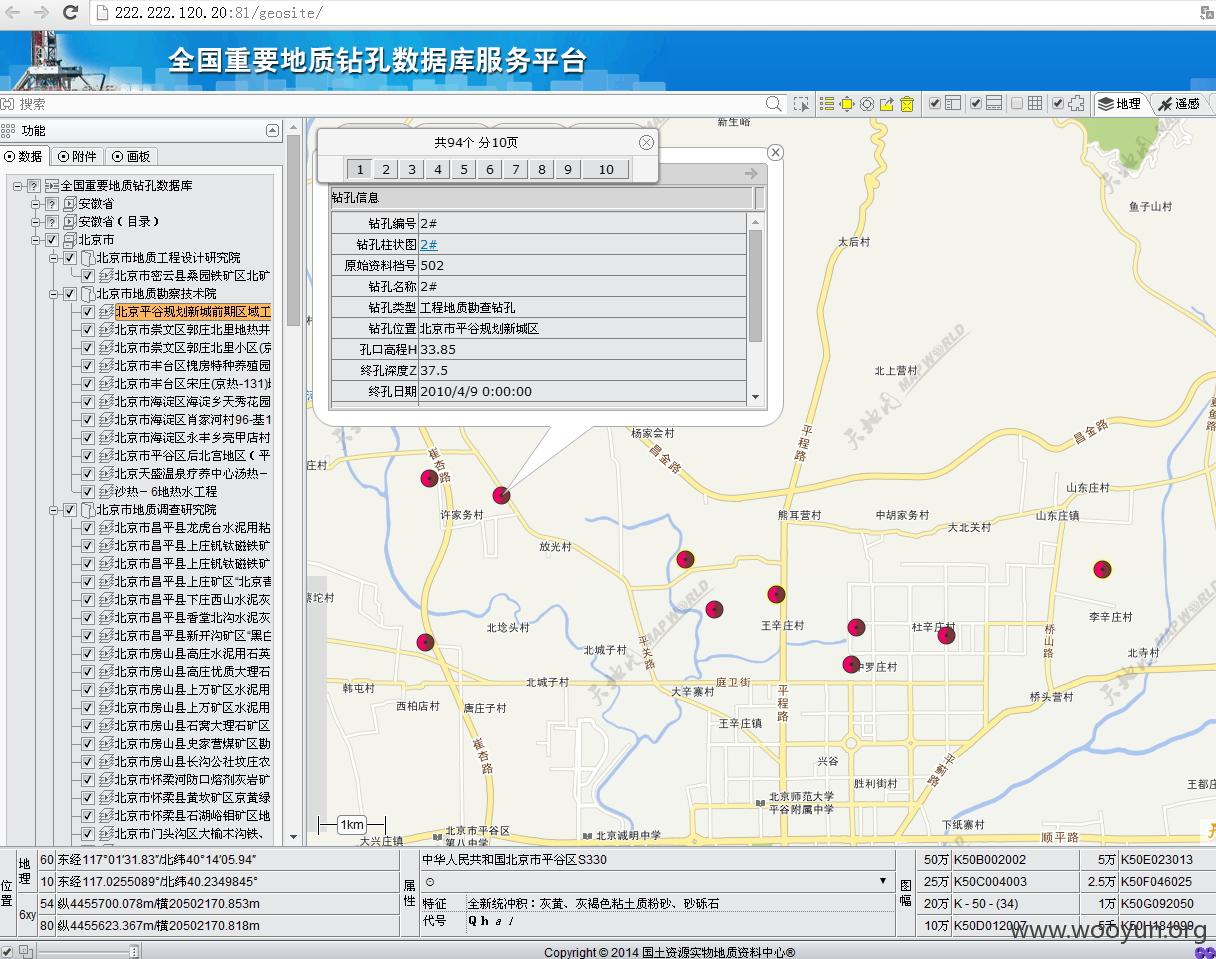 222.222.120.20:81/geosite/
全国重要地质钻孔数据库服务平台
搜索
地理
遥感
功能
数据
附件
画板
全国重要地质钻孔数据库
安徽省
安徽省(目录)
北京市
北京市地质工程设计研究院
北京市密云县桑园铁矿区北矿
北京市地质勘察技术院
北京平谷规划新城前期区域工
北京市崇文区郭庄北里地热井
北京市崇文区郭庄北里小区(京
北京市丰台区槐房特种养殖园
北京市丰台区宋庄(京热-131)地
北京市海淀区海淀乡天秀花园
北京市海淀区肖家河村96-基1
北京市海淀区永丰乡亮甲店村
北京市平谷区后北宫地区(平
北京天盛温泉疗养中心汤热-
沙热-6地热水工程
北京市地质调查研究院
北京市昌平县龙虎台水泥用粘
北京市昌平县上庄钒钛磁铁矿
北京市昌平县上庄钒钛磁铁矿
北京市昌平县上庄矿区"北京青
北京市昌平县下庄西山水泥灰
北京市昌平县香堂北沟水泥灰
北京市昌平县新开沟矿区"黑白
北京市房山县高庄水泥用石英
北京市房山县高庄优质大理石
北京市房山县上万矿区水泥用
北京市房山县上万矿区水泥用
北京市房山县石窝大理石矿区
北京市房山县史家营煤矿区勘
北京市房山县长沟公社坟庄农
北京市怀柔河防口熔剂灰岩矿
北京市怀柔县黄坎矿区京黄绿
北京市怀柔县石湖峪钼矿区地
北京市门头沟区大榆木沟铁、
共94个 分10页
1 2 3 4 5 6 7 8 9 10
钻孔信息
钻孔编号 2#
钻孔柱状图 2#
原始资料档号 502
钻孔名称 2#
钻孔类型 工程地质勘查钻孔
钻孔位置 北京市平谷规划新城区
孔口高程H 33.85
终孔深度Z 37.5
终孔日期 2010/4/9 0:00:00
新生峪
鱼子山村
太后村
北上营村
天地图 MAP WORLD
杨家会村
昌金路
昌金路
平程路
崔杏路
庄村
许家务村
放光村
熊耳营村
中胡家务村
大北关村
山东庄村
山东庄镇
北埝头村
王辛庄村
杜辛庄村
李辛庄村
桥山路
北寺村
北城子村
平关路
中罗庄村
韩屯村
北城子村
庭卫街
大辛寨村
平程路
桥头营村
西柏店村
唐庄子村
王辛庄镇
崔杏路
兴谷
平蓟路
胜利街村
北京师范大学
平谷附属中学
王都庄
下纸寨村
1km
大兴庄镇
北京市平谷区
第八中学
北京诚明中学
顺平路
位置
地理
60 东经117°01′31.83″/北纬40°14′05.94″
10 东经117.0255089°/北纬40.2349845°
6xy
54 纵4455700.078m/横20502170.853m
80 纵4455623.367m/横20502170.818m
属性
中华人民共和国北京市平谷区S330
特征 全新统冲积:灰黄、灰褐色粘土质粉砂、砂砾石
代号 Q h a l
图幅
50万 K50B002002
5万 K50E023013
25万 K50C004003
2.5万 K50F046025
20万 K - 50 - (34)
1万 K50G092050
10万 K50D012007
5千 K50H184099
www.wooyun.org
Copyright © 2014 国土资源实物地质资料中心®